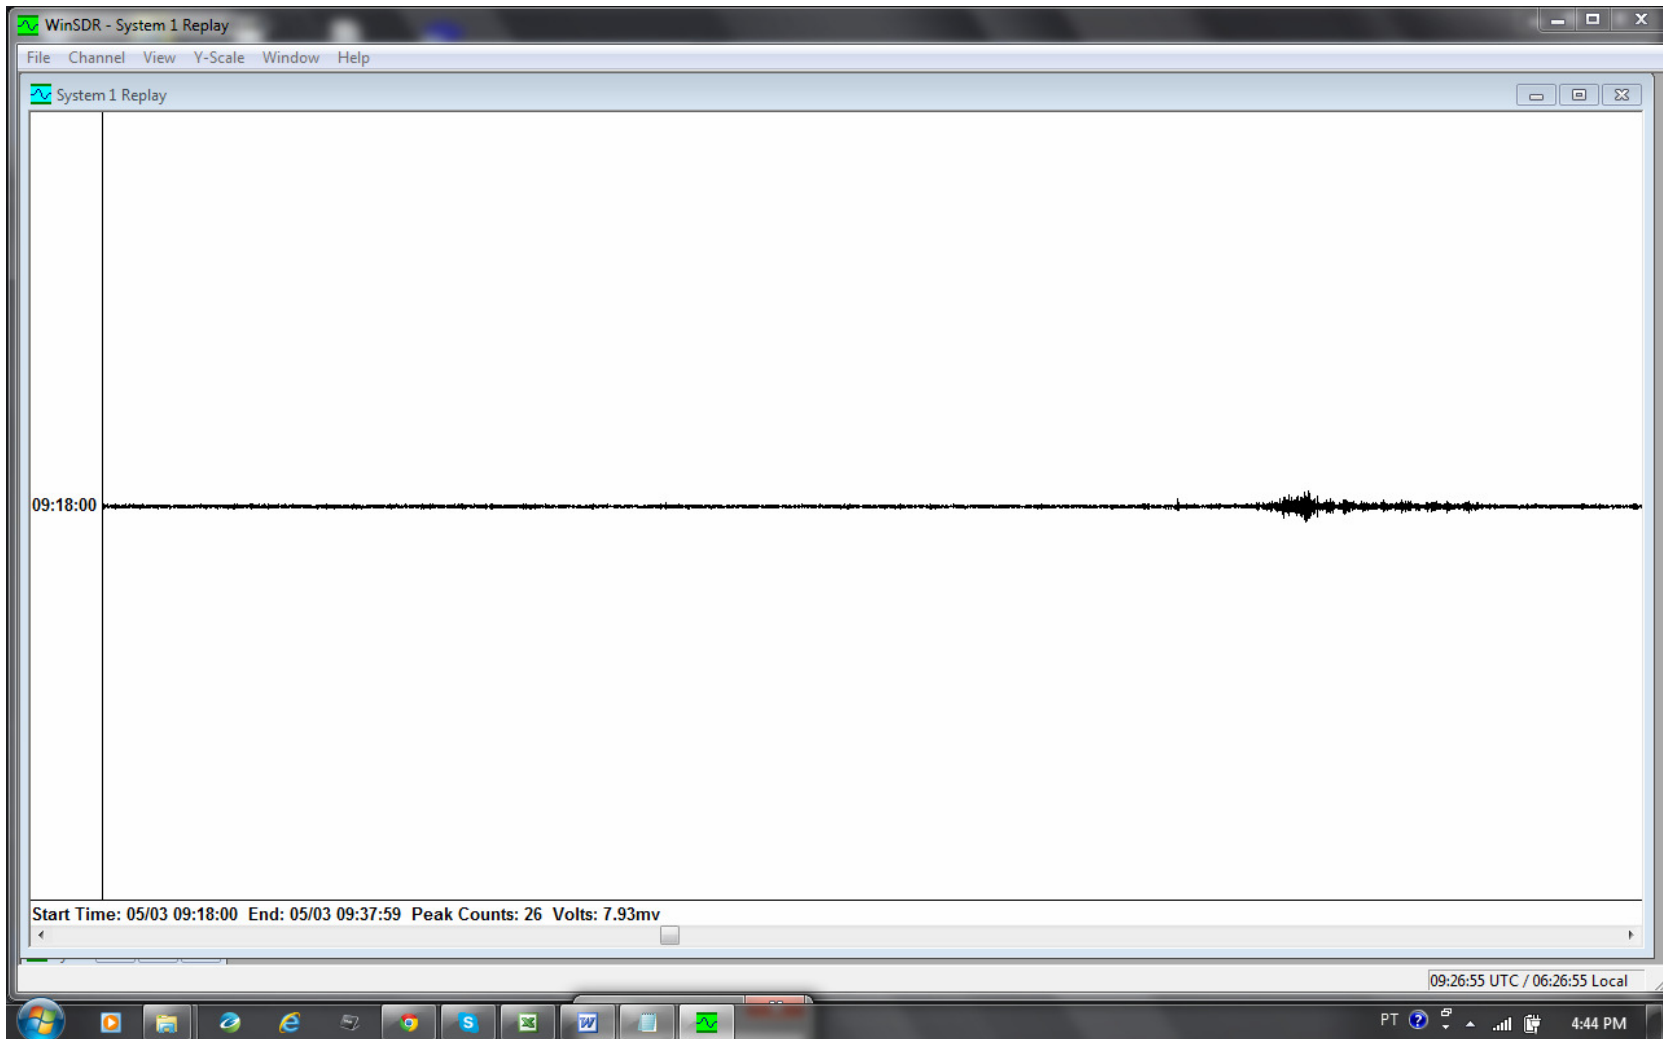 WinSDR - System 1 Replay
File Channel View Y-Scale Window Help
System 1 Replay
09:18:00
Start Time: 05/03 09:18:00 End: 05/03 09:37:59 Peak Counts: 26 Volts: 7.93mv
09:26:55 UTC / 06:26:55 Local
PT 4:44 PM